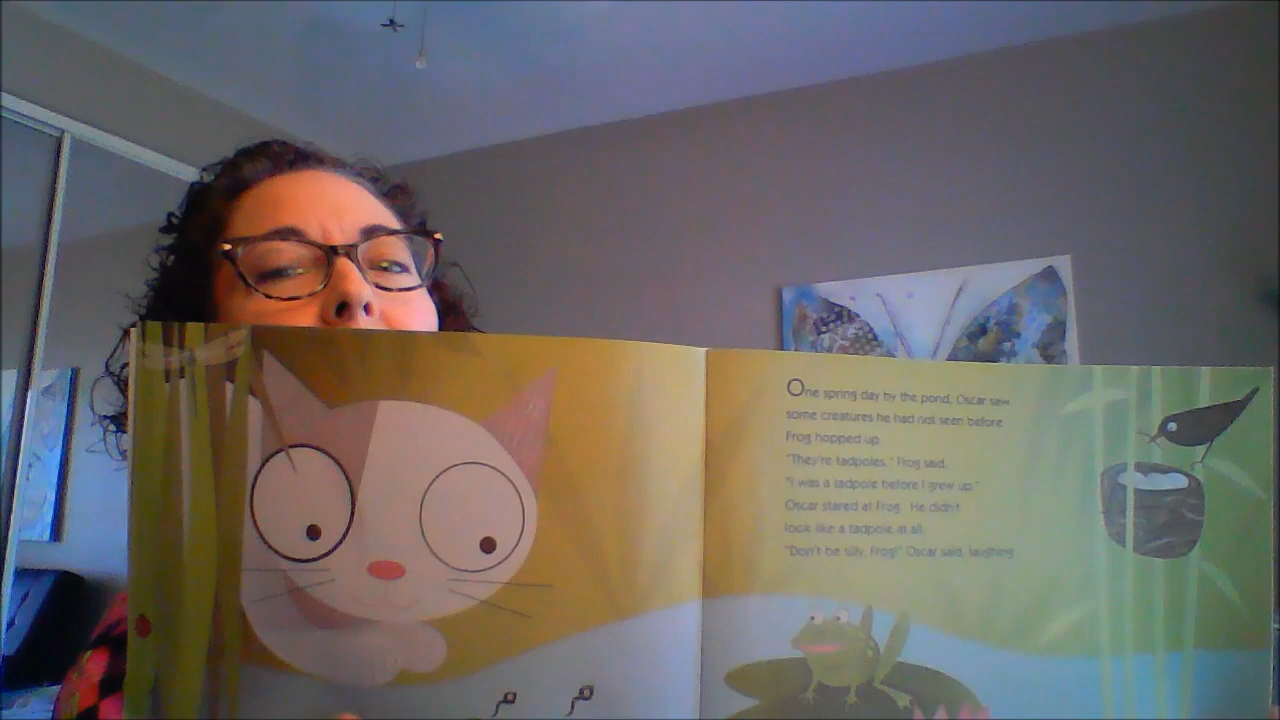 One spring day by the pond, Oscar saw
some creatures he had not seen before.
Frog hopped up.
"They're tadpoles," Frog said.
"I was a tadpole before I grew up."
Oscar stared at Frog. He didn't
look like a tadpole at all.
"Don't be silly, Frog!" Oscar said, laughing.